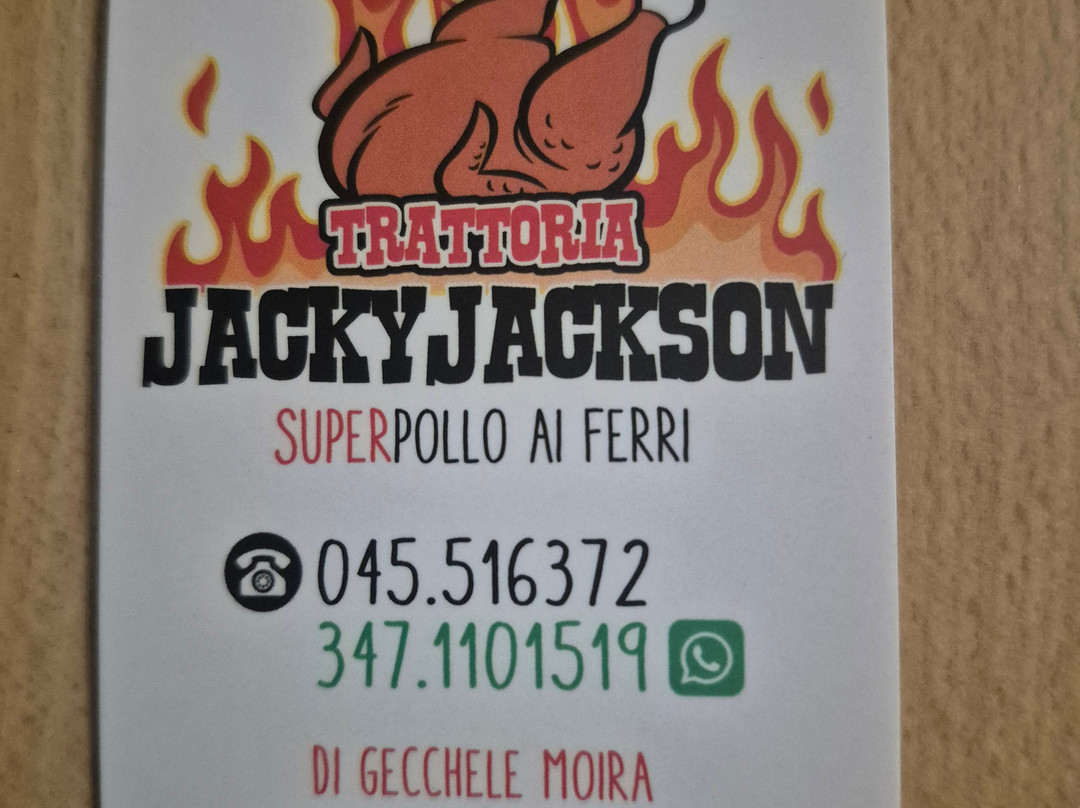 TRATTORIA
JACKYJACKSON
SUPERPOLLO AI FERRI
045.516372
347.1101519
DI GECCHELE MOIRA